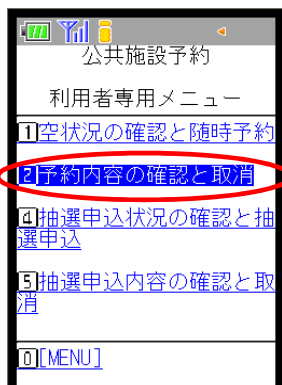 公共施設予約
利用者専用メニュー
1空状況の確認と随時予約
2予約内容の確認と取消
4抽選申込状況の確認と抽
選申込
5抽選申込内容の確認と取
消
0[MENU]